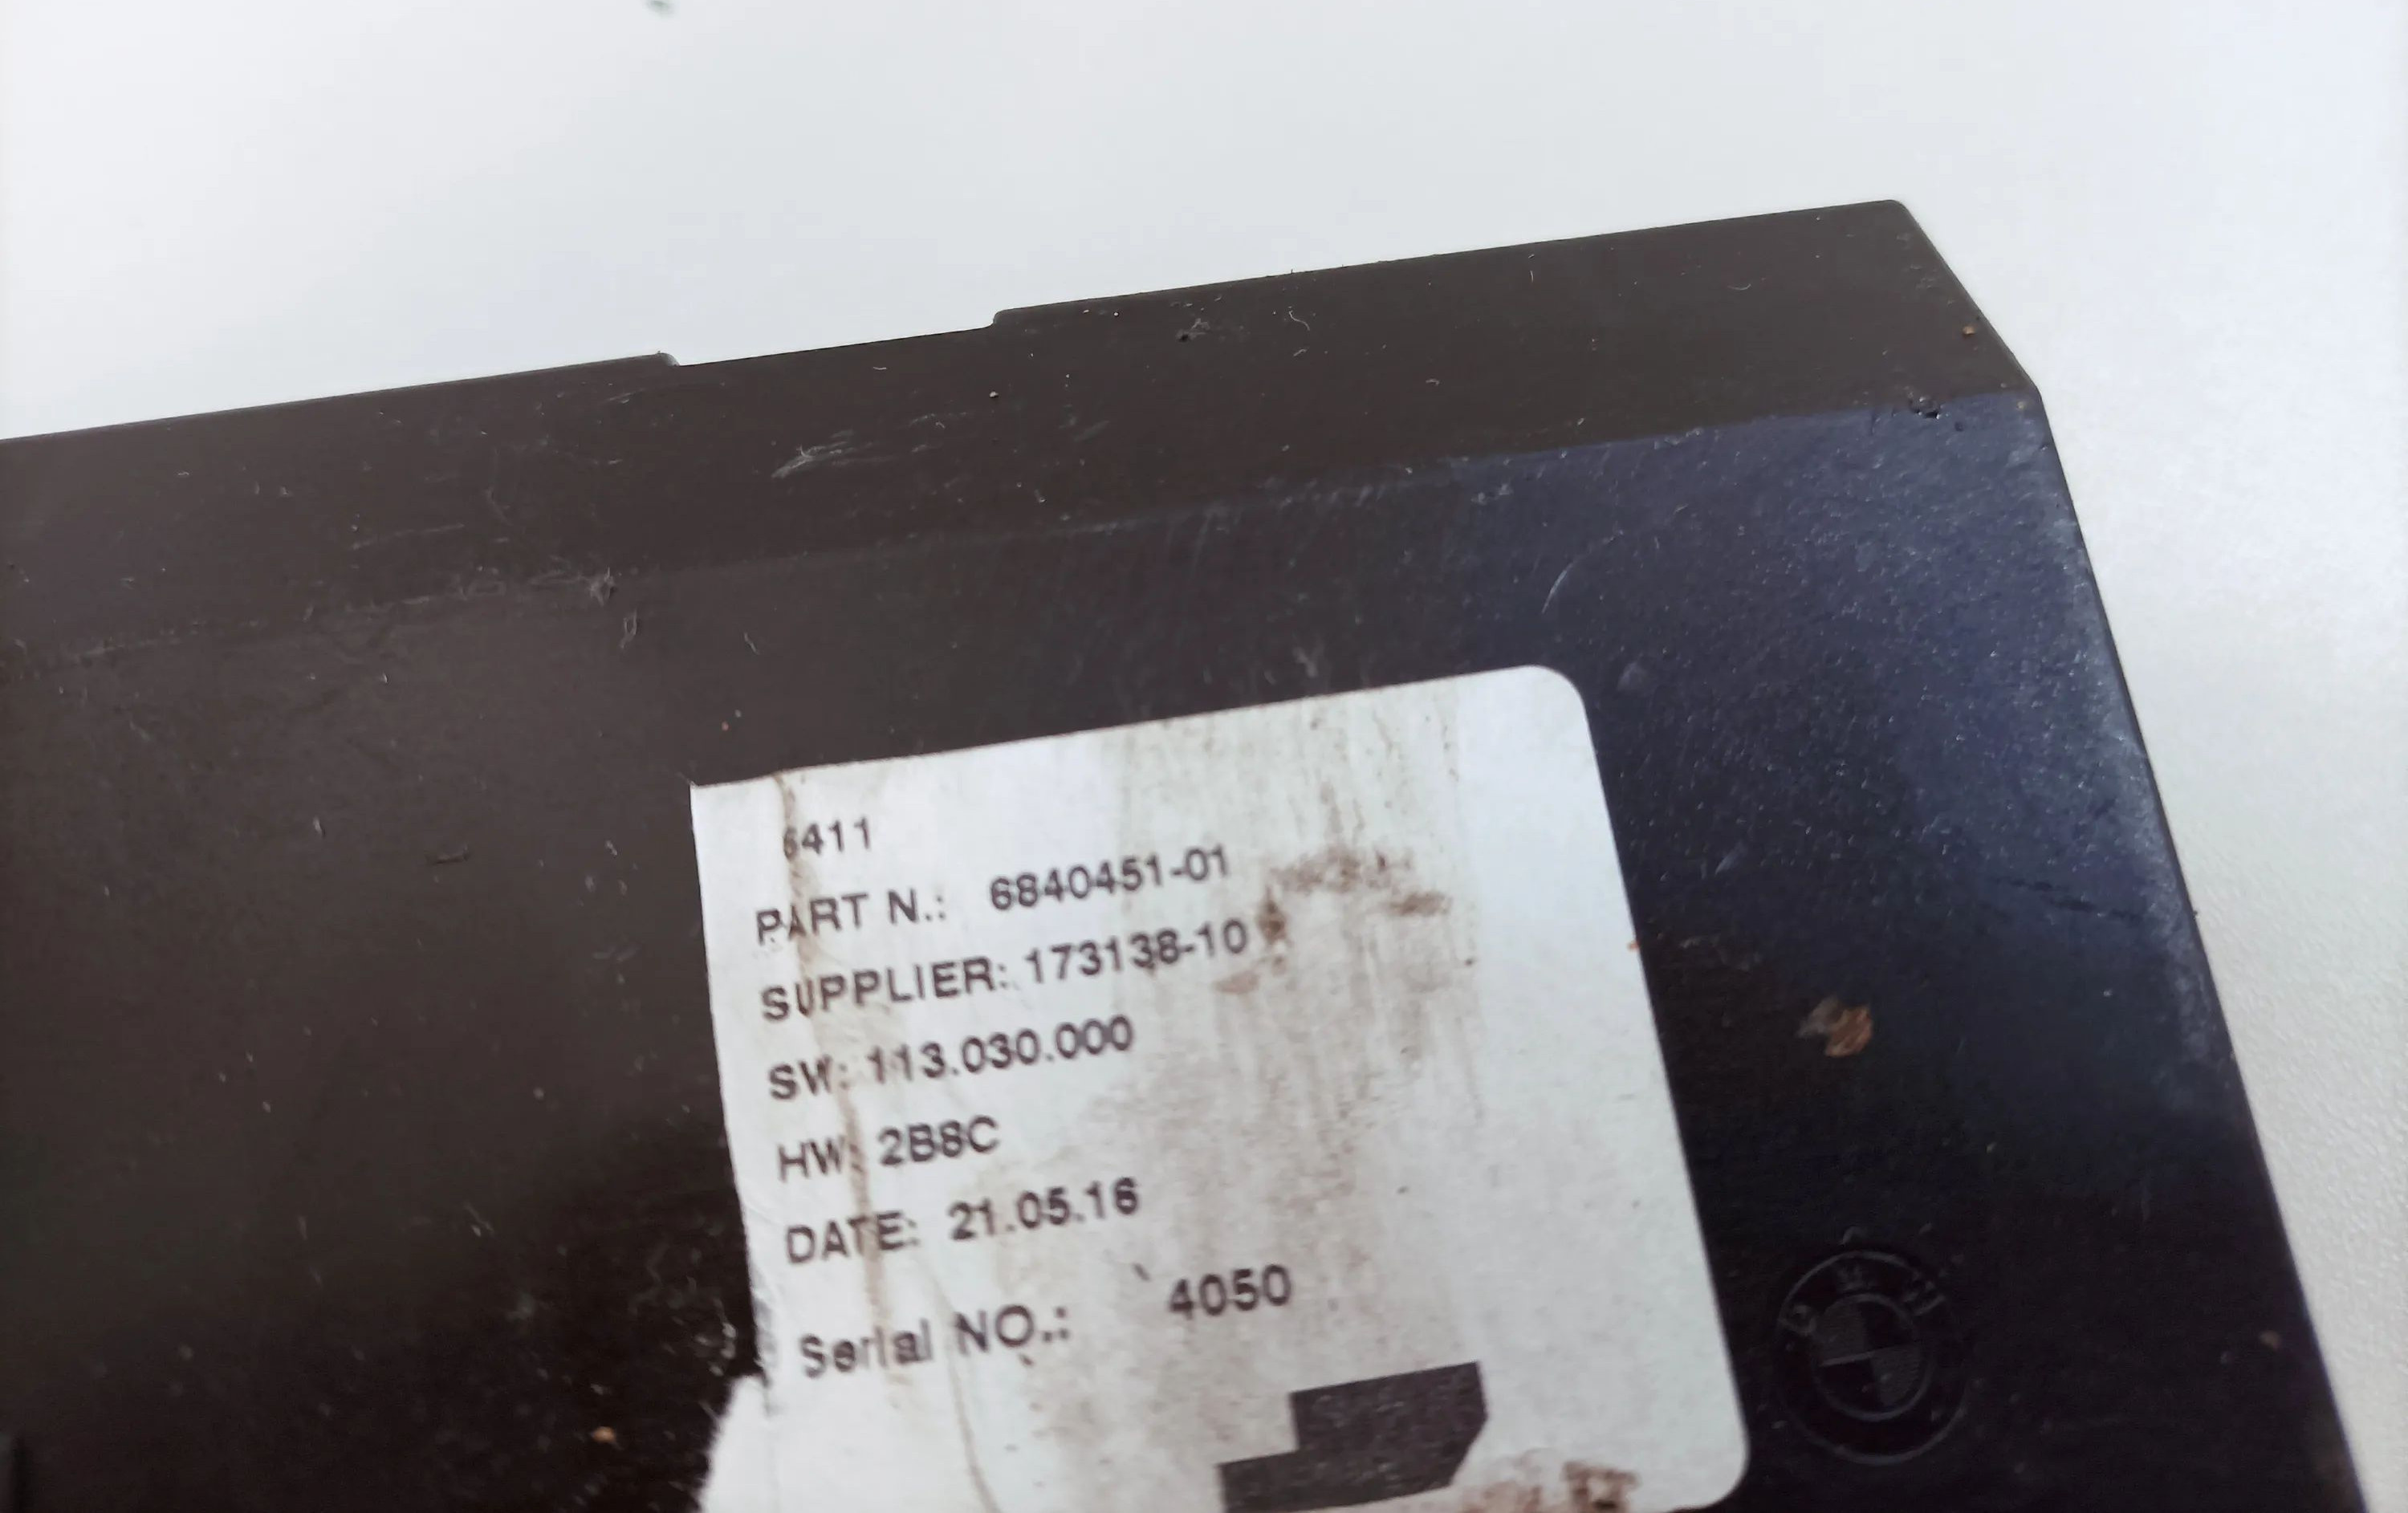 6411
PART N.: 6840451-01
SUPPLIER: 173138-10
SW: 113.030.000
HW: 2B8C
DATE: 21.05.16
Serial NO.: 4050
BMW